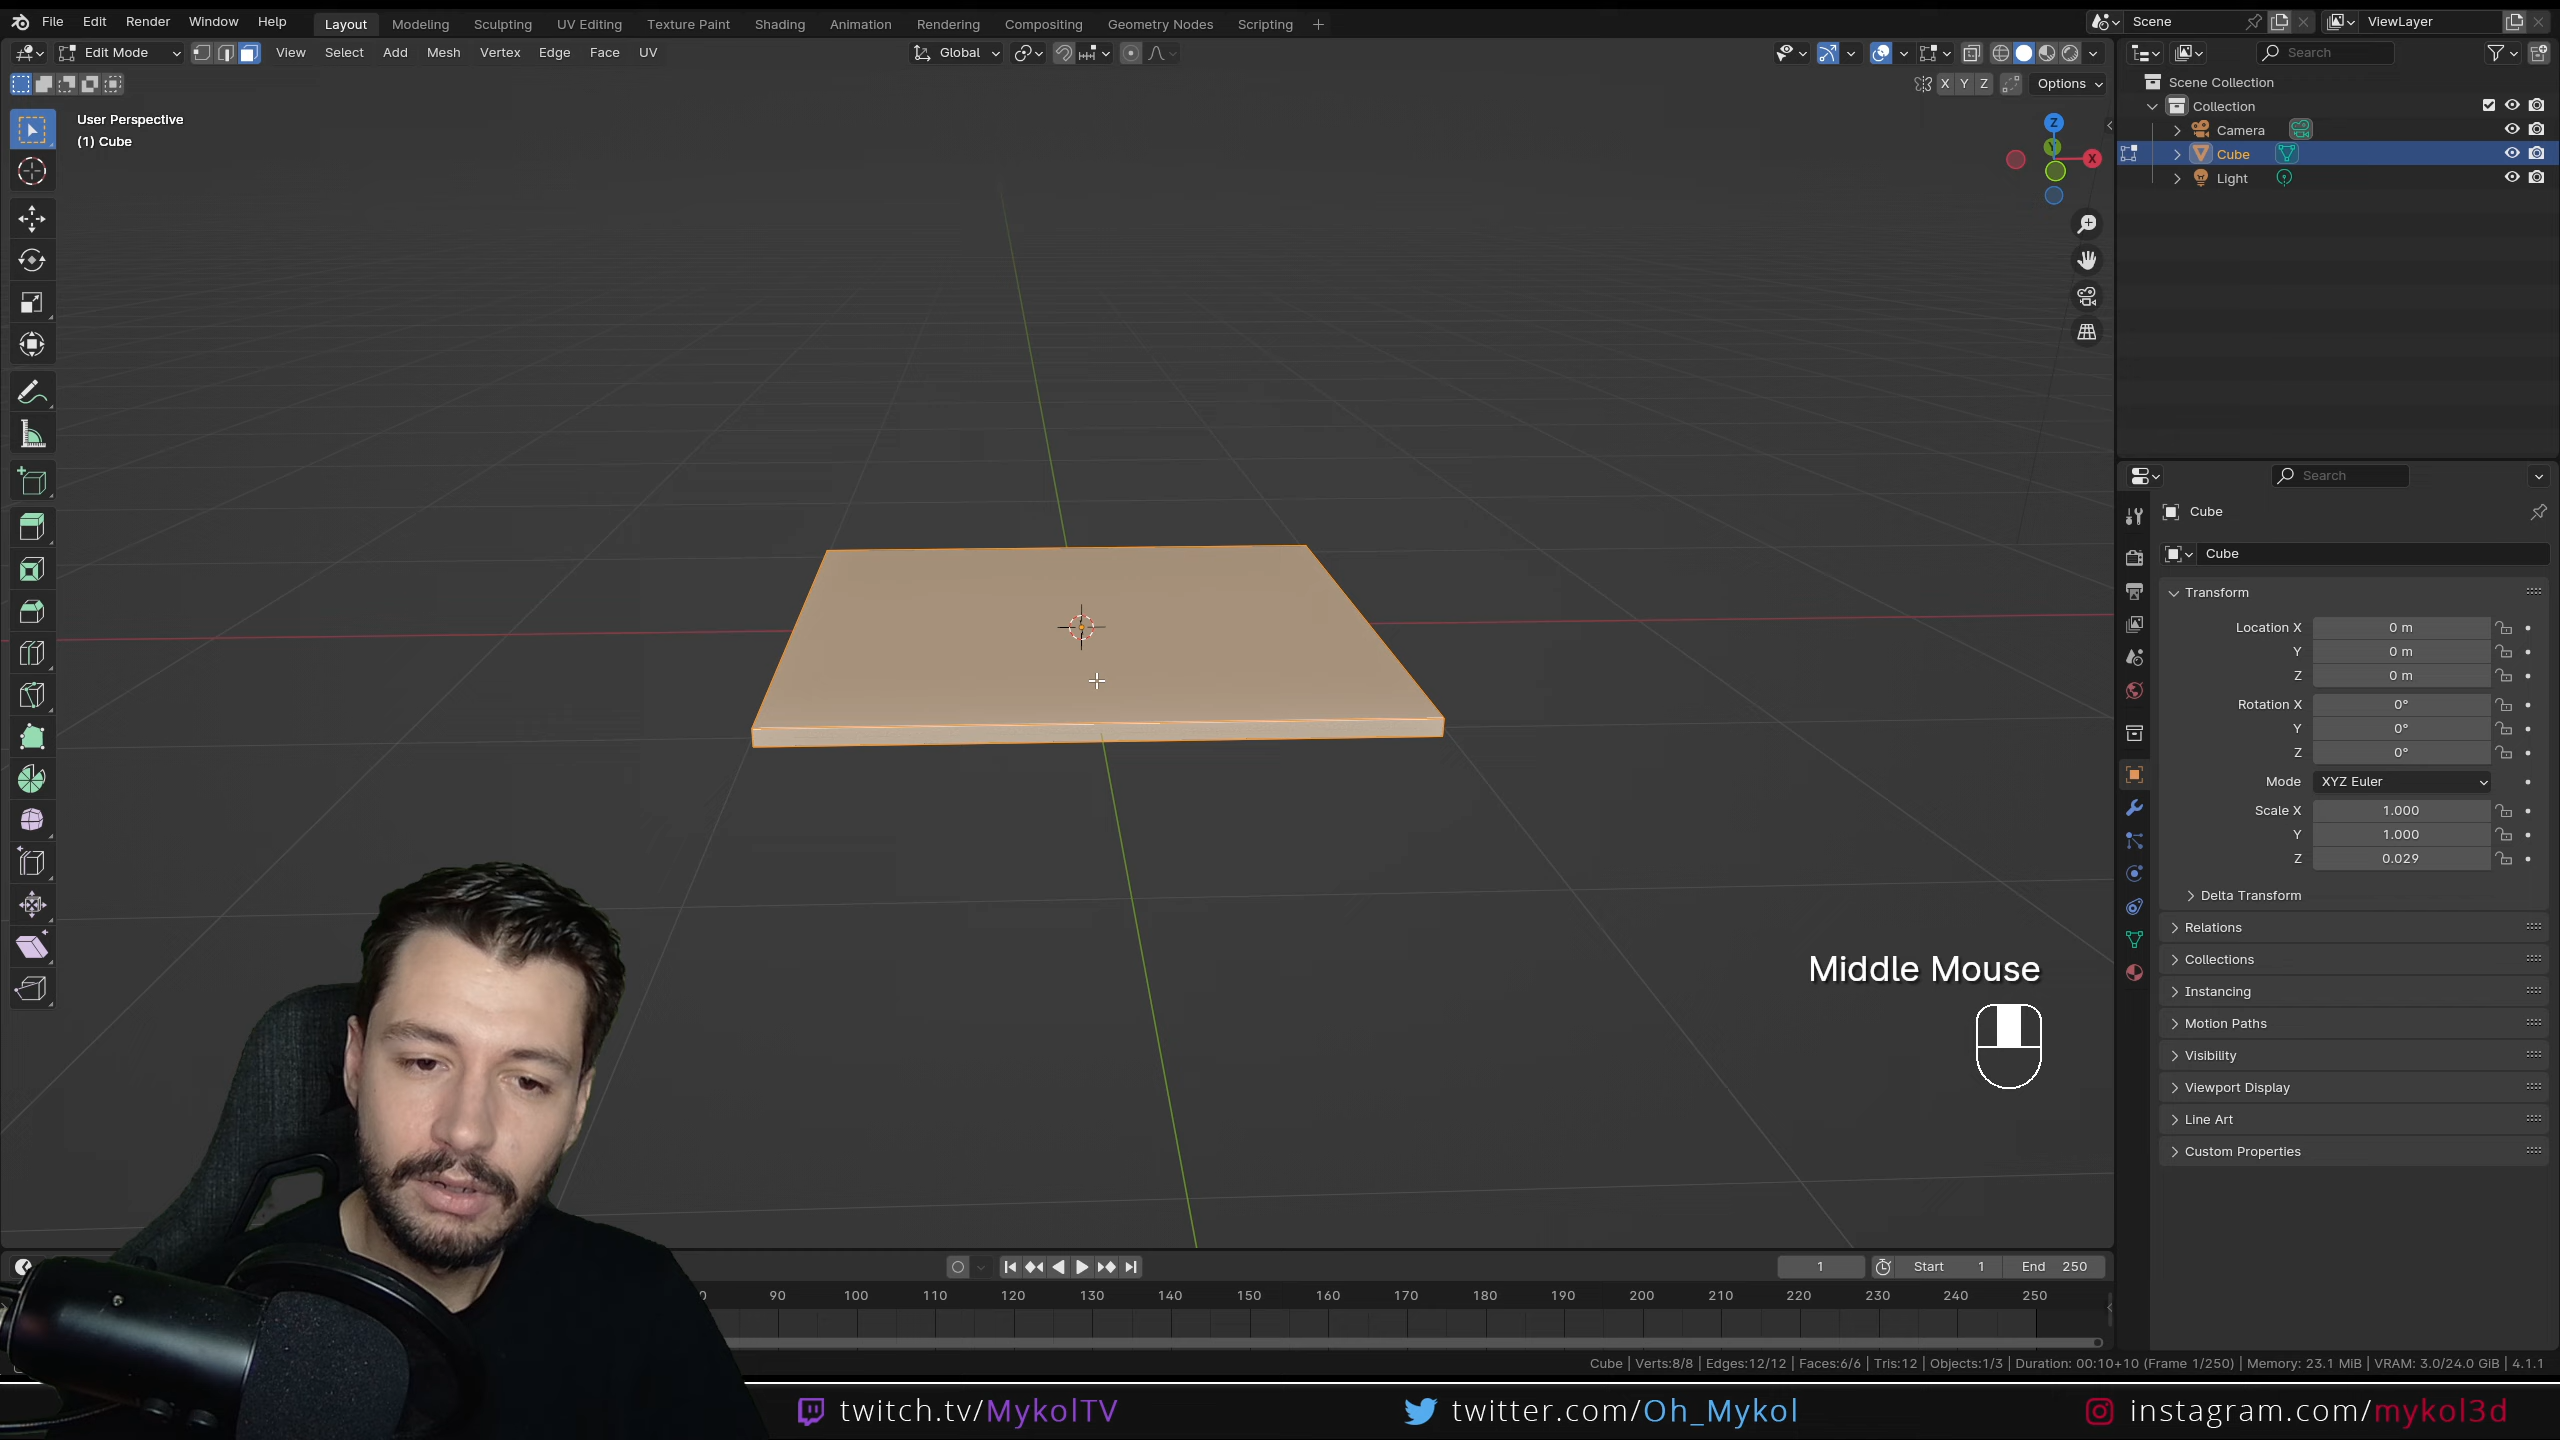 File Edit Render Window Help Layout Modeling Sculpting UV Editing Texture Paint Shading Animation Rendering Compositing Geometry Nodes Scripting + Scene ViewLayer
Edit Mode View Select Add Mesh Vertex Edge Face UV Global Search
X Y Z Options
User Perspective
(1) Cube
Z
Y
X
Scene Collection
Collection
Camera
Cube
Light
Search
Cube
Cube
Transform
Location X 0 m
Y 0 m
Z 0 m
Rotation X 0°
Y 0°
Z 0°
Mode XYZ Euler
Scale X 1.000
Y 1.000
Z 0.029
Delta Transform
Relations
Collections
Instancing
Motion Paths
Visibility
Viewport Display
Line Art
Custom Properties
Middle Mouse
1 Start 1 End 250
90 100 110 120 130 140 150 160 170 180 190 200 210 220 230 240 250
Cube | Verts:8/8 | Edges:12/12 | Faces:6/6 | Tris:12 | Objects:1/3 | Duration: 00:10+10 (Frame 1/250) | Memory: 23.1 MiB | VRAM: 3.0/24.0 GiB | 4.1.1
twitch.tv/MykolTV twitter.com/Oh_Mykol instagram.com/mykol3d